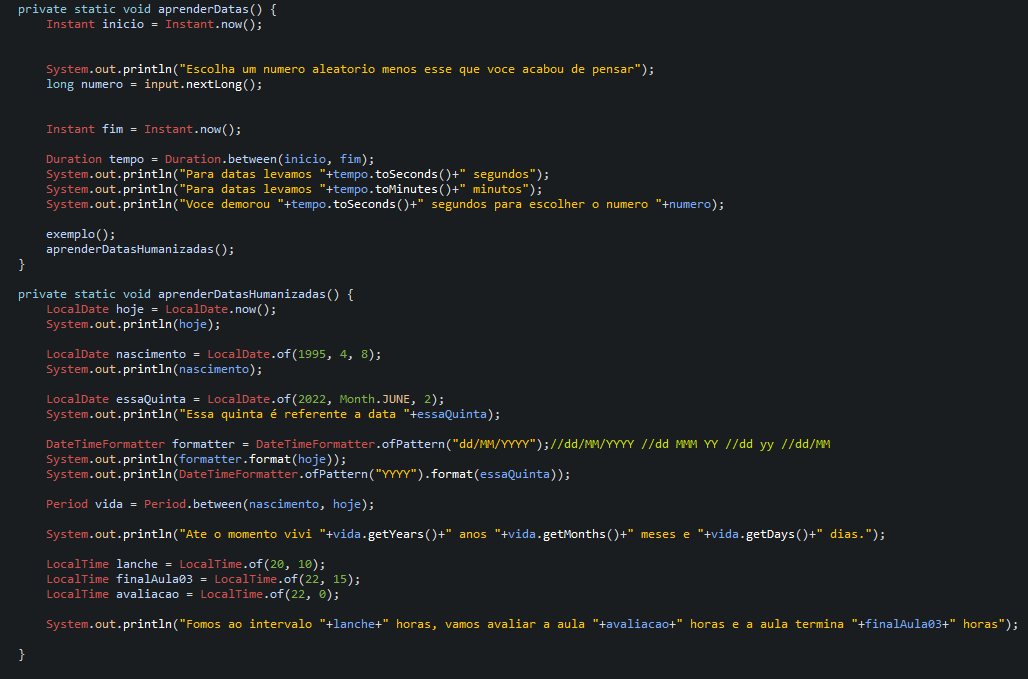 private static void aprenderDatas() {
    Instant inicio = Instant.now();
    System.out.println("Escolha um numero aleatorio menos esse que voce acabou de pensar");
    long numero = input.nextLong();
    Instant fim = Instant.now();
    Duration tempo = Duration.between(inicio, fim);
    System.out.println("Para datas levamos "+tempo.toSeconds()+" segundos");
    System.out.println("Para datas levamos "+tempo.toMinutes()+" minutos");
    System.out.println("Voce demorou "+tempo.toSeconds()+" segundos para escolher o numero "+numero);
    exemplo();
    aprenderDatasHumanizadas();
}
private static void aprenderDatasHumanizadas() {
    LocalDate hoje = LocalDate.now();
    System.out.println(hoje);
    LocalDate nascimento = LocalDate.of(1995, 4, 8);
    System.out.println(nascimento);
    LocalDate essaQuinta = LocalDate.of(2022, Month.JUNE, 2);
    System.out.println("Essa quinta é referente a data "+essaQuinta);
    DateTimeFormatter formatter = DateTimeFormatter.ofPattern("dd/MM/YYYY");//dd/MM/YYYY //dd MMM YY //dd yy //dd/MM
    System.out.println(formatter.format(hoje));
    System.out.println(DateTimeFormatter.ofPattern("YYYY").format(essaQuinta));
    Period vida = Period.between(nascimento, hoje);
    System.out.println("Ate o momento vivi "+vida.getYears()+" anos "+vida.getMonths()+" meses e "+vida.getDays()+" dias.");
    LocalTime lanche = LocalTime.of(20, 10);
    LocalTime finalAula03 = LocalTime.of(22, 15);
    LocalTime avaliacao = LocalTime.of(22, 0);
    System.out.println("Fomos ao intervalo "+lanche+" horas, vamos avaliar a aula "+avaliacao+" horas e a aula termina "+finalAula03+" horas");
}